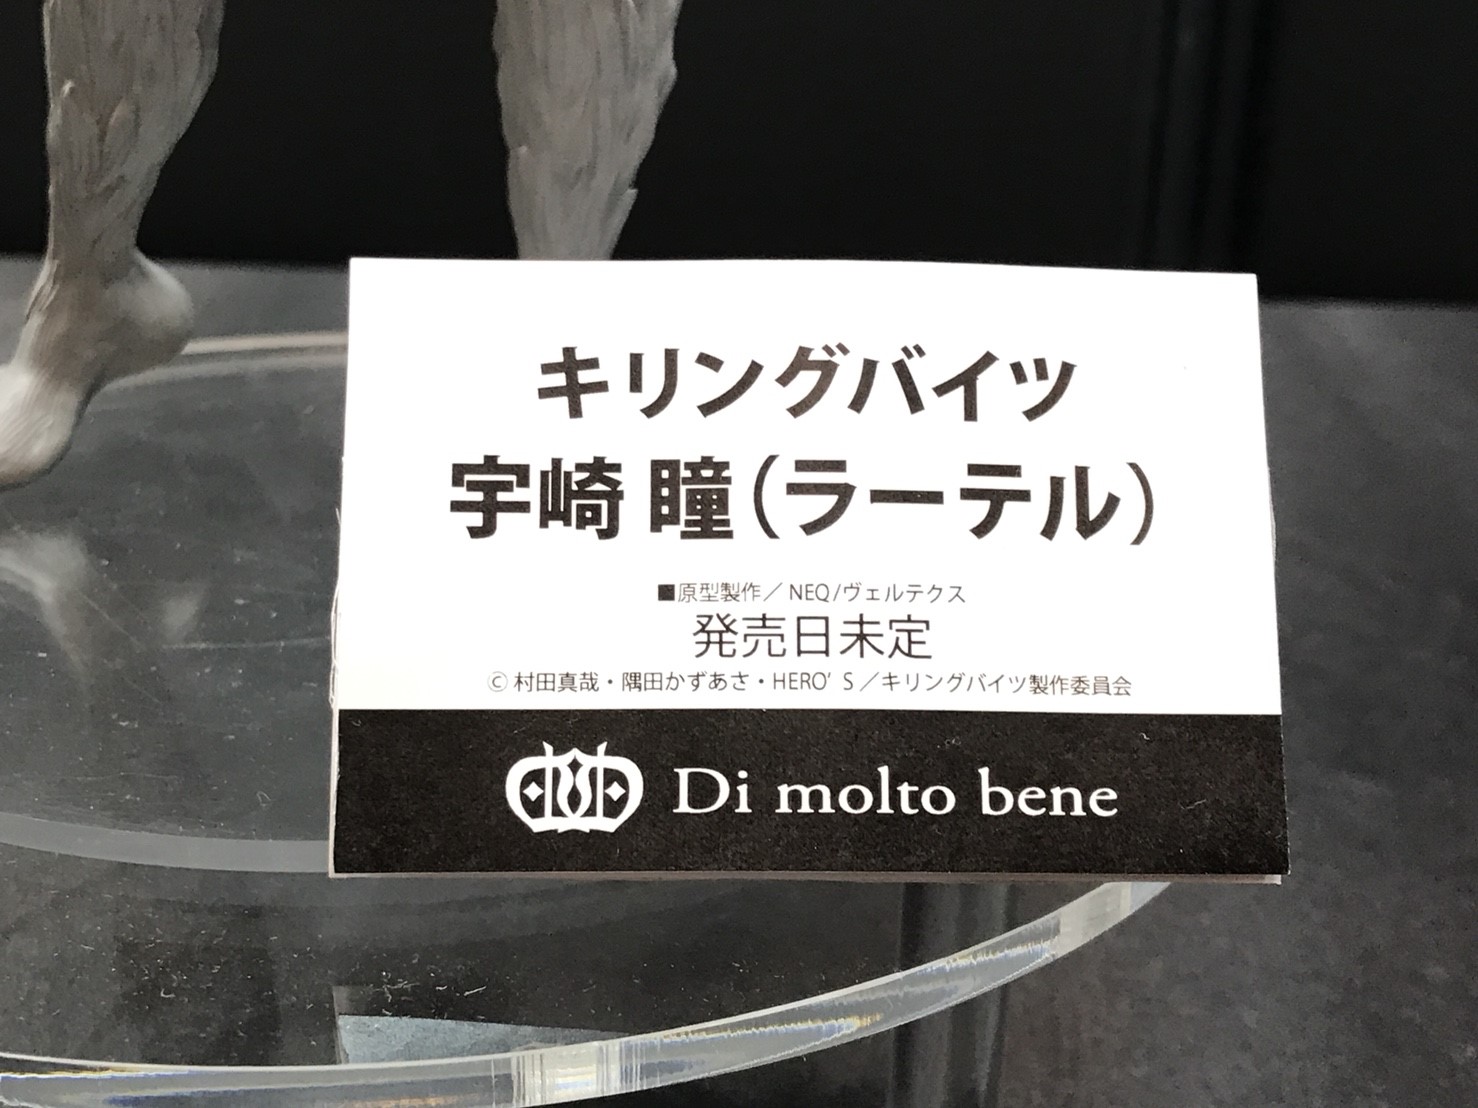 キリングバイツ
宇崎 瞳(ラーテル)
■原型製作／NEQ/ヴェルテクス
発売日未定
©村田真哉・隅田かずあさ・HERO'S／キリングバイツ製作委員会
Di molto bene